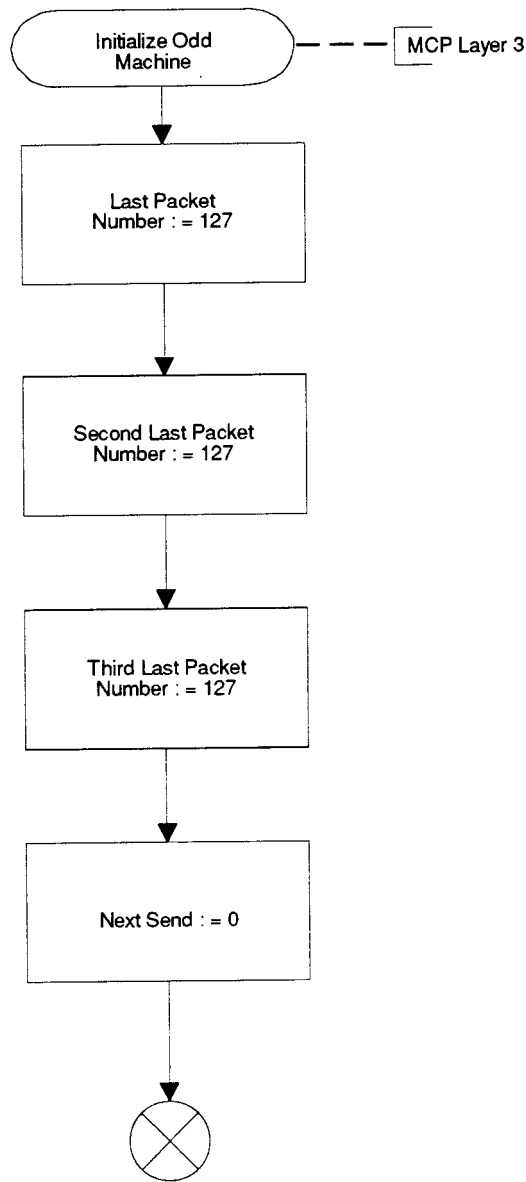 Initialize Odd
Machine
MCP Layer 3
Last Packet
Number : = 127
Second Last Packet
Number : = 127
Third Last Packet
Number : = 127
Next Send : = 0